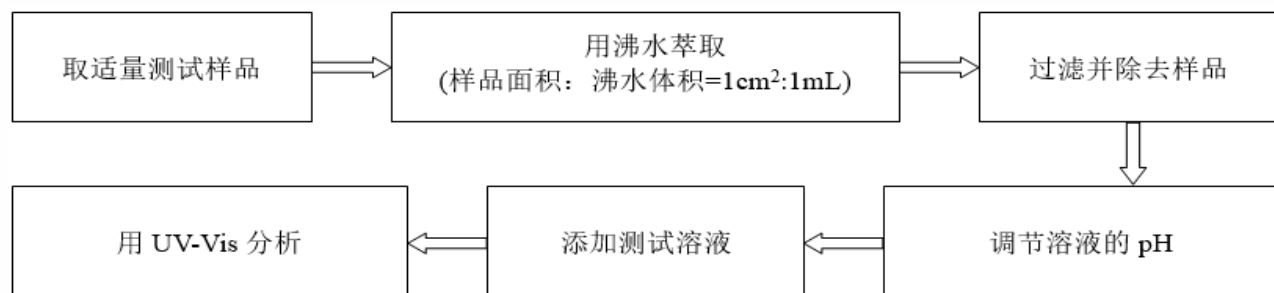 取适量测试样品
用沸水萃取
(样品面积：沸水体积=1cm²:1mL)
过滤并除去样品
调节溶液的 pH
添加测试溶液
用 UV-Vis 分析